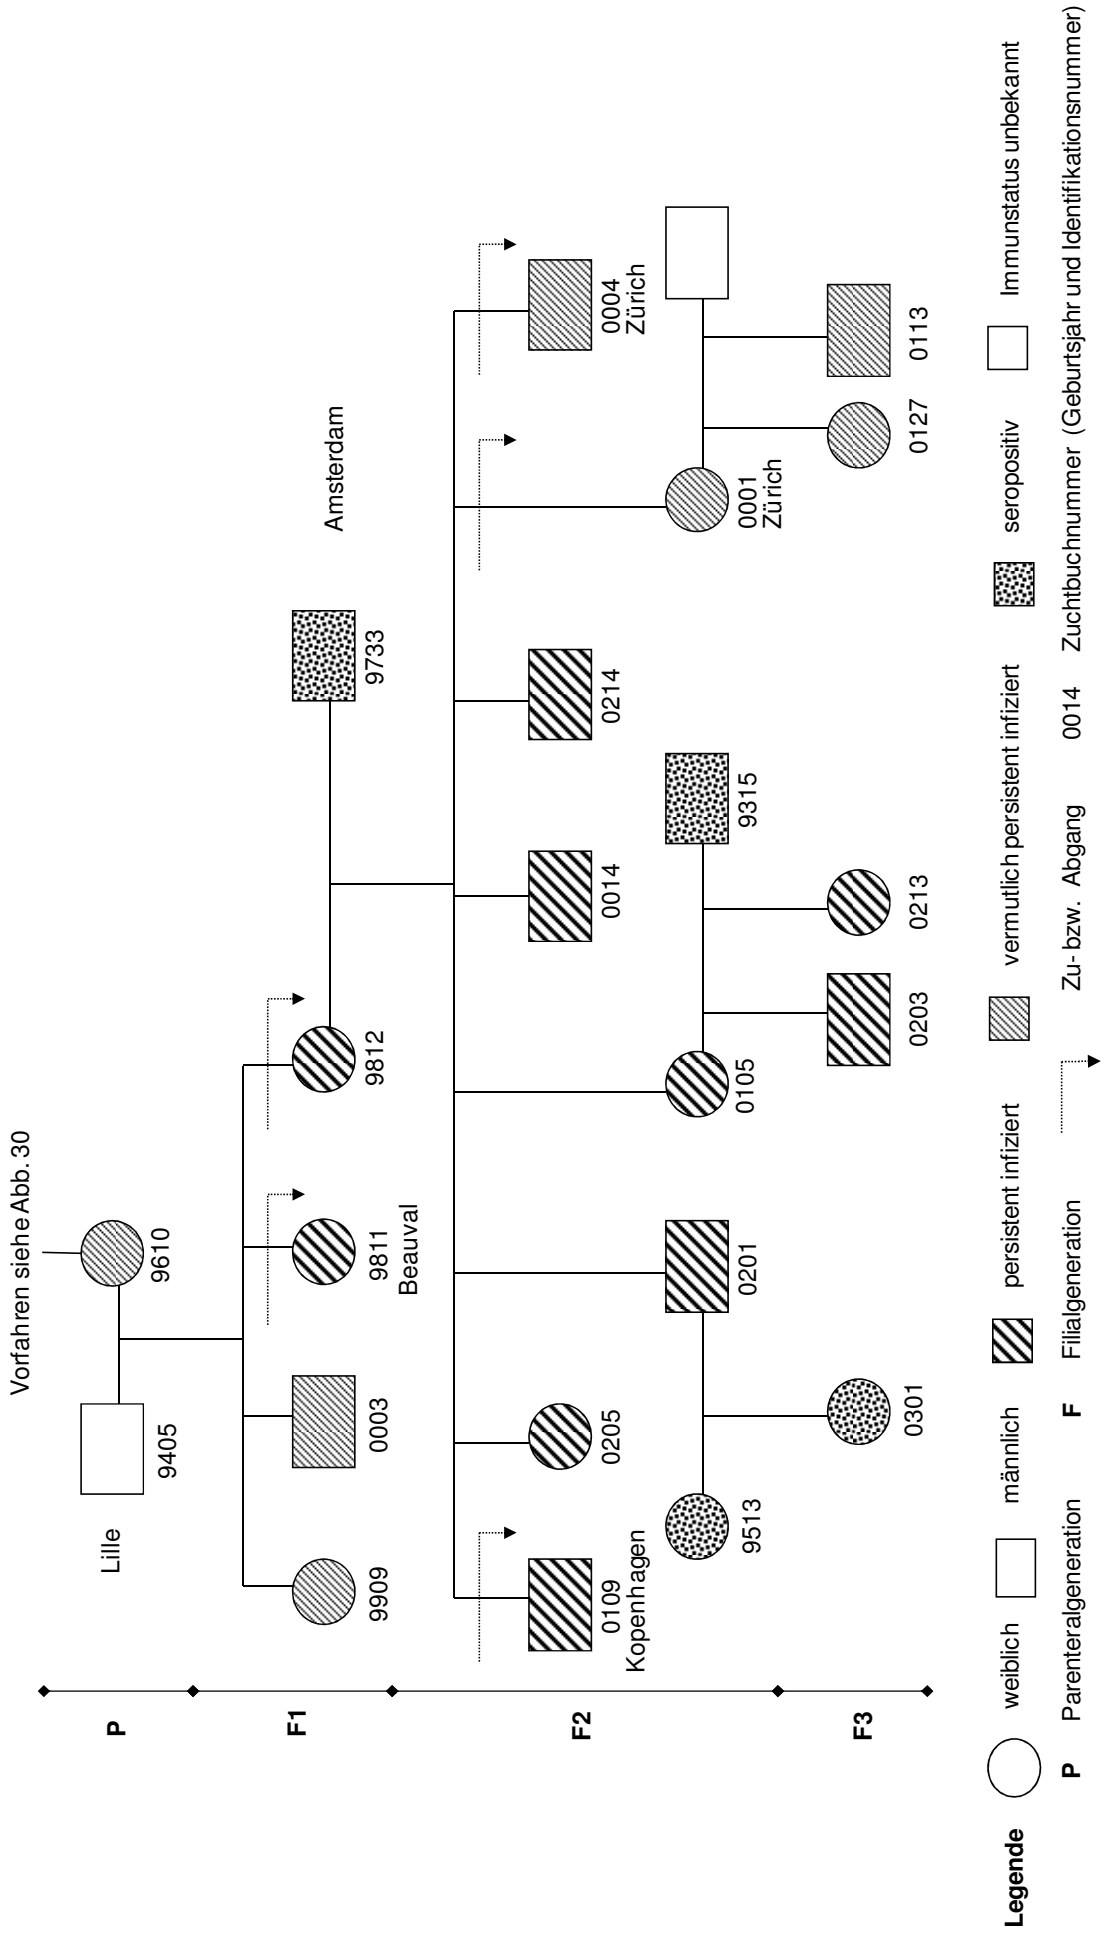 Vorfahren siehe Abb. 30
P
Lille
9405
9610
F1
9909
0003
9811
Beauval
9812
9733
Amsterdam
F2
0109
Kopenhagen
0205
0014
0214
0004
Zürich
9513
0201
0105
9315
0001
Zürich
F3
0301
0203
0213
0127
0113
Legende weiblich männlich persistent infiziert vermutlich persistent infiziert seropositiv Immunstatus unbekannt
P Parenteralgeneration F Filialgeneration Zu- bzw. Abgang 0014 Zuchtbuchnummer (Geburtsjahr und Identifikationsnummer)